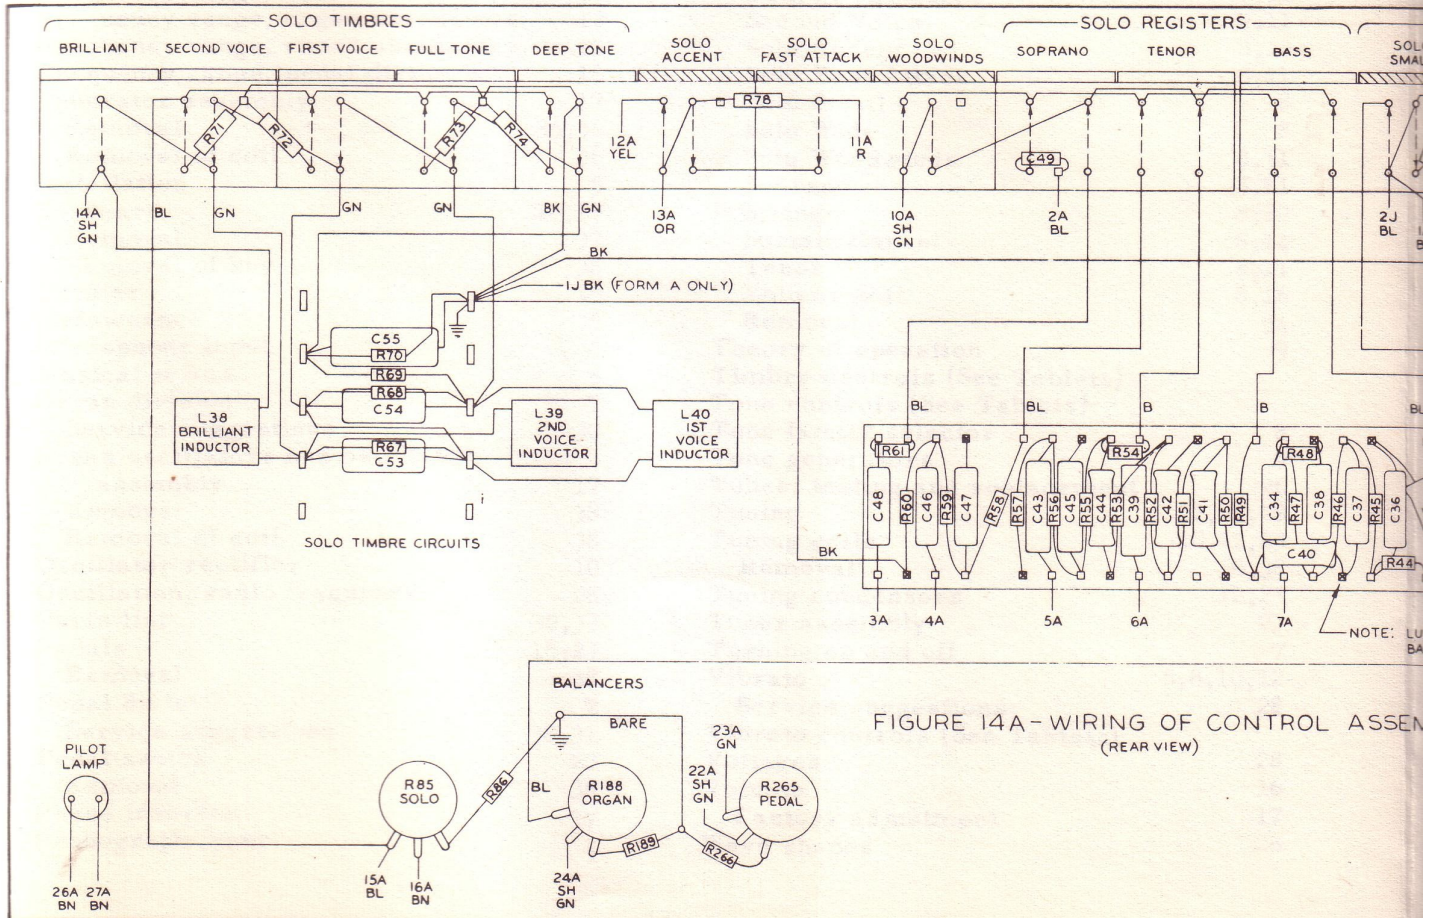 SOLO TIMBRES
SOLO REGISTERS
BRILLIANT SECOND VOICE FIRST VOICE FULL TONE DEEP TONE
SOLO ACCENT
SOLO FAST ATTACK
SOLO WOODWINDS
SOPRANO TENOR BASS
SOL
SMAL
R71 R72 R73 R74
R78
C49
12A YEL
11A R
14A SH GN
BL GN GN GN BK GN
13A OR
10A SH GN
2A BL
2J BL
BK
1J BK (FORM A ONLY)
C55
R70
R69
R68
C54
R67
C53
L38 BRILLIANT INDUCTOR
L39 2ND VOICE INDUCTOR
L40 1ST VOICE INDUCTOR
SOLO TIMBRE CIRCUITS
BL BL B B BL
R61 R54 R48
C48 R60 C46 R59 C47 R58 R57 C43 R56 C45 R55 C44 R53 C39 R52 C42 R51 C41 R50 R49 C34 R47 C38 R46 C37 R45 C36
C40
R44
BK
3A 4A 5A 6A 7A
NOTE: LU
BA
BALANCERS
BARE
FIGURE 14A-WIRING OF CONTROL ASSEM
(REAR VIEW)
PILOT LAMP
26A BN
27A BN
R85 SOLO
R86
15A BL
16A BN
BL
R188 ORGAN
R189
24A SH GN
23A GN
22A SH GN
R265 PEDAL
R266